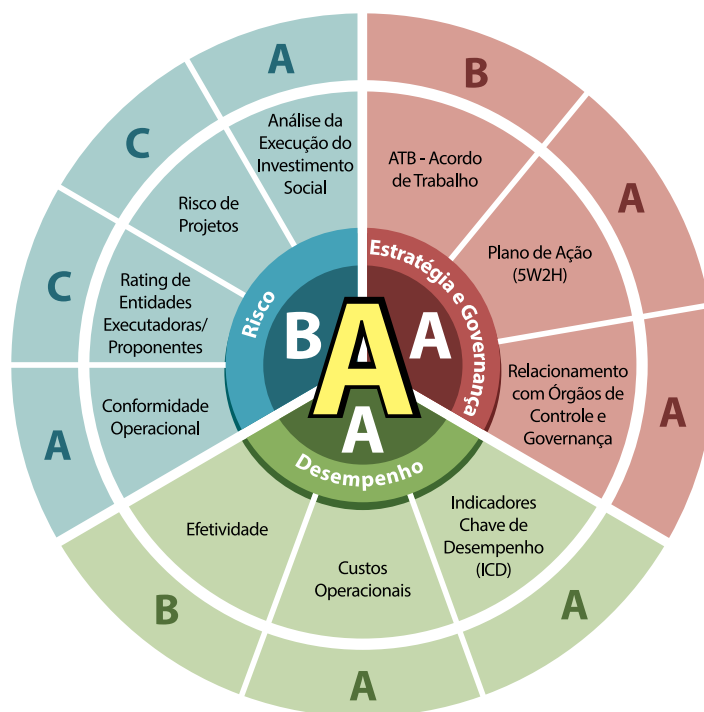 A
B
A
A
A
A
B
A
C
C
A
Análise da
Execução do
Investimento
Social
ATB - Acordo
de Trabalho
Plano de Ação
(5W2H)
Relacionamento
com Órgãos de
Controle e
Governança
Indicadores
Chave de
Desempenho
(ICD)
Custos
Operacionais
Efetividade
Conformidade
Operacional
Rating de
Entidades
Executadoras/
Proponentes
Risco de
Projetos
Risco
Estratégia e Governança
Desempenho
B
A
A
A